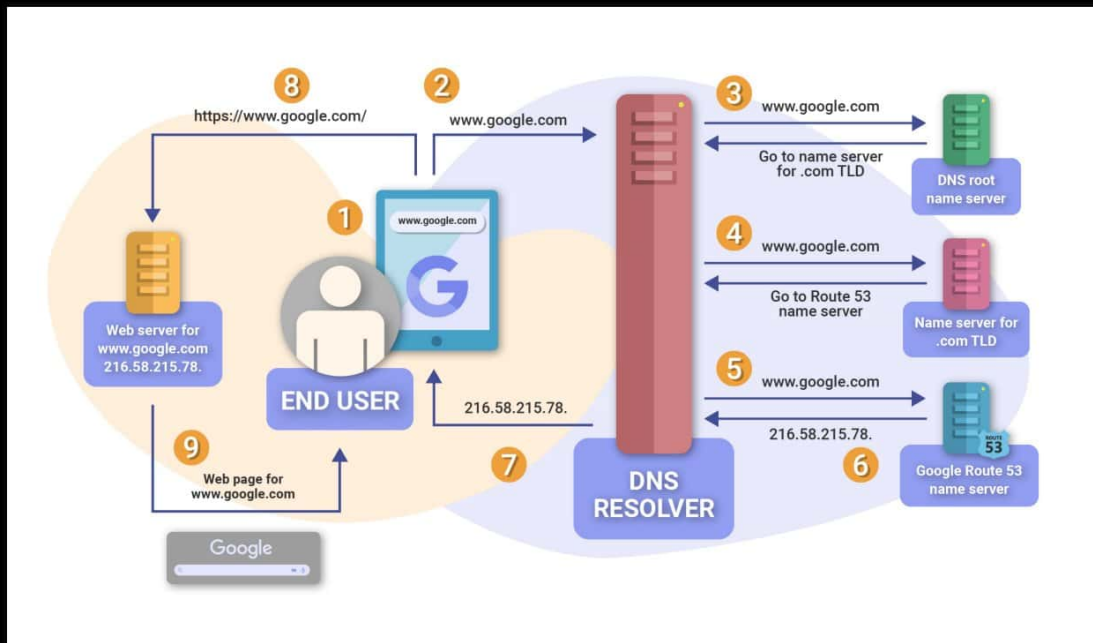 8
https://www.google.com/
2
www.google.com
3
www.google.com
Go to name server
for .com TLD
DNS root
name server
1
www.google.com
G
4
www.google.com
Go to Route 53
name server
Name server for
.com TLD
Web server for
www.google.com
216.58.215.78.
END USER
5
www.google.com
216.58.215.78.
6
ROUTE
53
Google Route 53
name server
216.58.215.78.
7
DNS
RESOLVER
9
Web page for
www.google.com
Google